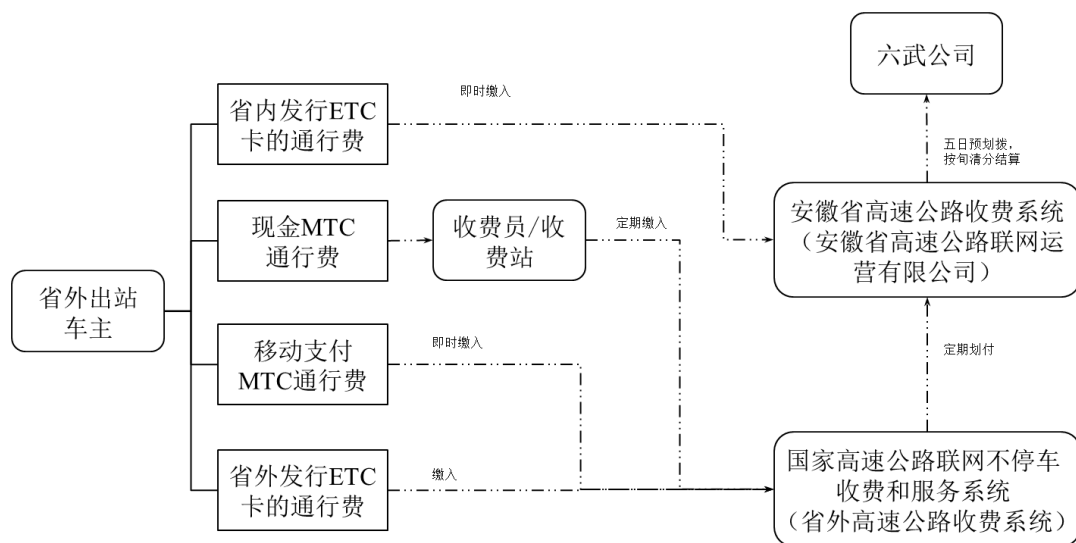 六武公司
省内发行ETC
卡的通行费
即时缴入
五日预划拨，
按旬清分结算
现金MTC
通行费
收费员/收
费站
定期缴入
安徽省高速公路收费系统
（安徽省高速公路联网运
营有限公司）
省外出站
车主
移动支付
MTC通行费
即时缴入
定期划付
省外发行ETC
卡的通行费
缴入
国家高速公路联网不停车
收费和服务系统
（省外高速公路收费系统）